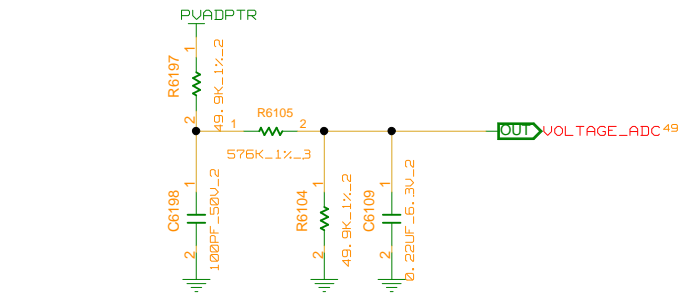 PVADPTR
1
R6197
49.9K_1%_2
2
1
R6105
2
576K_1%_3
OUT
VOLTAGE_ADC
49
1
C6198
100PF_50V_2
2
1
R6104
49.9K_1%_2
2
1
C6109
0.22UF_6.3V_2
2